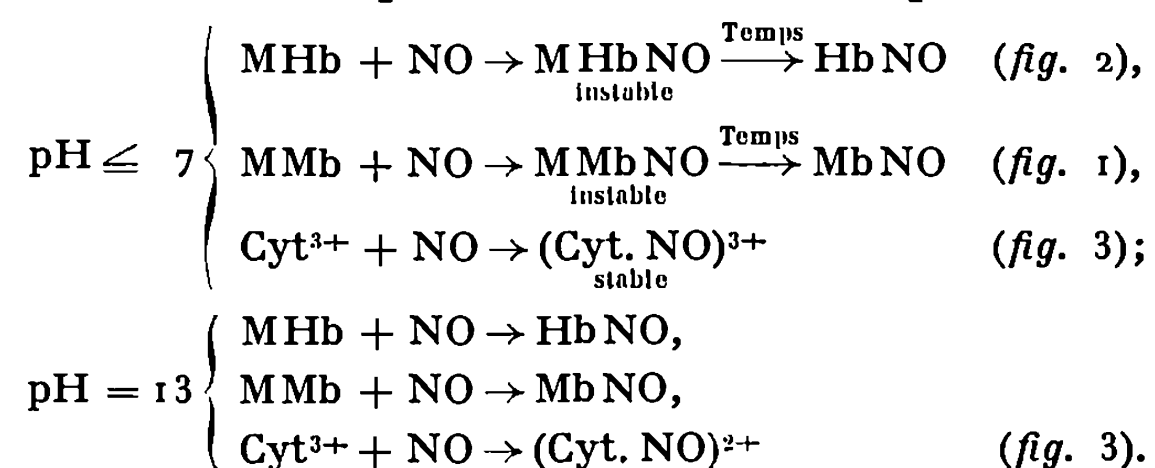 pH ≦ 7 { MHb + NO → MHbNO (instable) —Temps→ HbNO (fig. 2),
MMb + NO → MMbNO (instable) —Temps→ MbNO (fig. 1),
Cyt³⁺ + NO → (Cyt. NO)³⁺ (stable) (fig. 3);
pH = 13 { MHb + NO → HbNO,
MMb + NO → MbNO,
Cyt³⁺ + NO → (Cyt. NO)²⁺ (fig. 3).